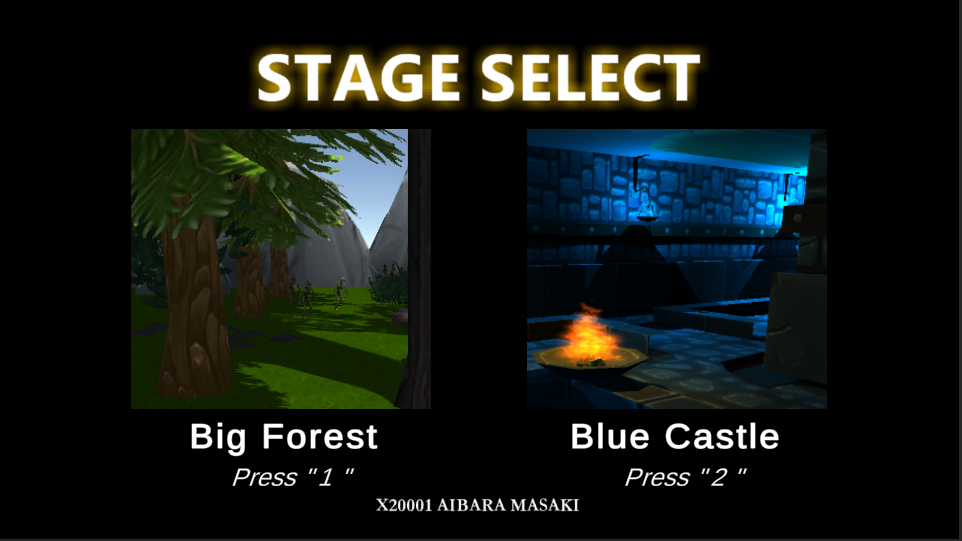 STAGE SELECT
Big Forest
Blue Castle
Press "1 "
Press "2 "
X20001 AIBARA MASAKI